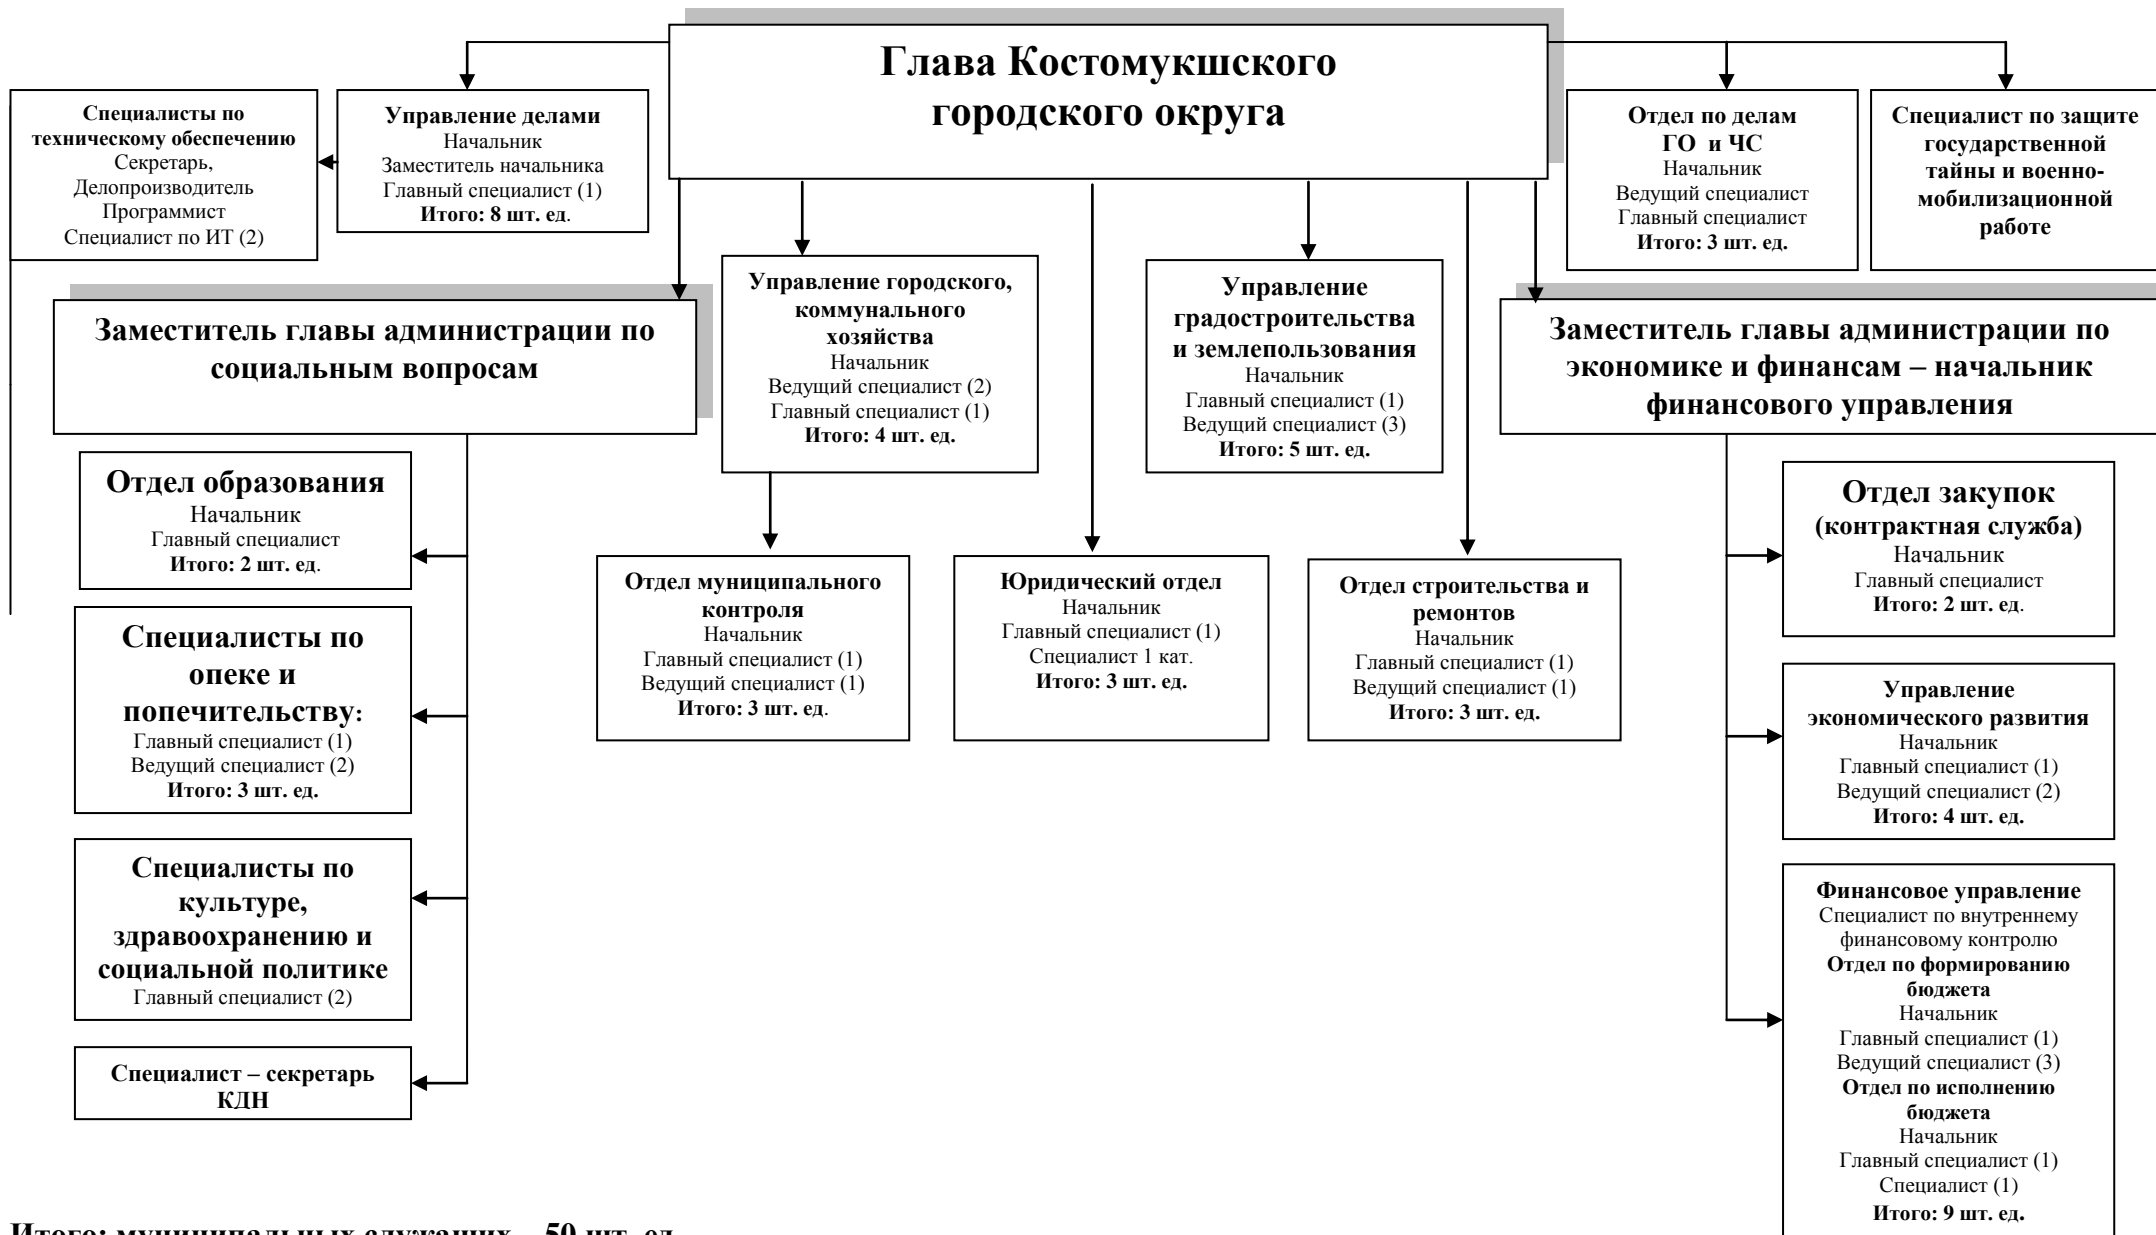 Глава Костомукшского
городского округа
Специалисты по
техническому обеспечению
Секретарь,
Делопроизводитель
Программист
Специалист по ИТ (2)
Управление делами
Начальник
Заместитель начальника
Главный специалист (1)
Итого: 8 шт. ед.
Отдел по делам
ГО и ЧС
Начальник
Ведущий специалист
Главный специалист
Итого: 3 шт. ед.
Специалист по защите
государственной
тайны и военно-
мобилизационной
работе
Заместитель главы администрации по
социальным вопросам
Управление городского,
коммунального
хозяйства
Начальник
Ведущий специалист (2)
Главный специалист (1)
Итого: 4 шт. ед.
Управление
градостроительства
и землепользования
Начальник
Главный специалист (1)
Ведущий специалист (3)
Итого: 5 шт. ед.
Заместитель главы администрации по
экономике и финансам – начальник
финансового управления
Отдел образования
Начальник
Главный специалист
Итого: 2 шт. ед.
Специалисты по
опеке и
попечительству:
Главный специалист (1)
Ведущий специалист (2)
Итого: 3 шт. ед.
Специалисты по
культуре,
здравоохранению и
социальной политике
Главный специалист (2)
Специалист – секретарь
КДН
Отдел муниципального
контроля
Начальник
Главный специалист (1)
Ведущий специалист (1)
Итого: 3 шт. ед.
Юридический отдел
Начальник
Главный специалист (1)
Специалист 1 кат.
Итого: 3 шт. ед.
Отдел строительства и
ремонтов
Начальник
Главный специалист (1)
Ведущий специалист (1)
Итого: 3 шт. ед.
Отдел закупок
(контрактная служба)
Начальник
Главный специалист
Итого: 2 шт. ед.
Управление
экономического развития
Начальник
Главный специалист (1)
Ведущий специалист (2)
Итого: 4 шт. ед.
Финансовое управление
Специалист по внутреннему
финансовому контролю
Отдел по формированию
бюджета
Начальник
Главный специалист (1)
Ведущий специалист (3)
Отдел по исполнению
бюджета
Начальник
Главный специалист (1)
Специалист (1)
Итого: 9 шт. ед.
Итого: муниципальных служащих – 50 шт. ед.